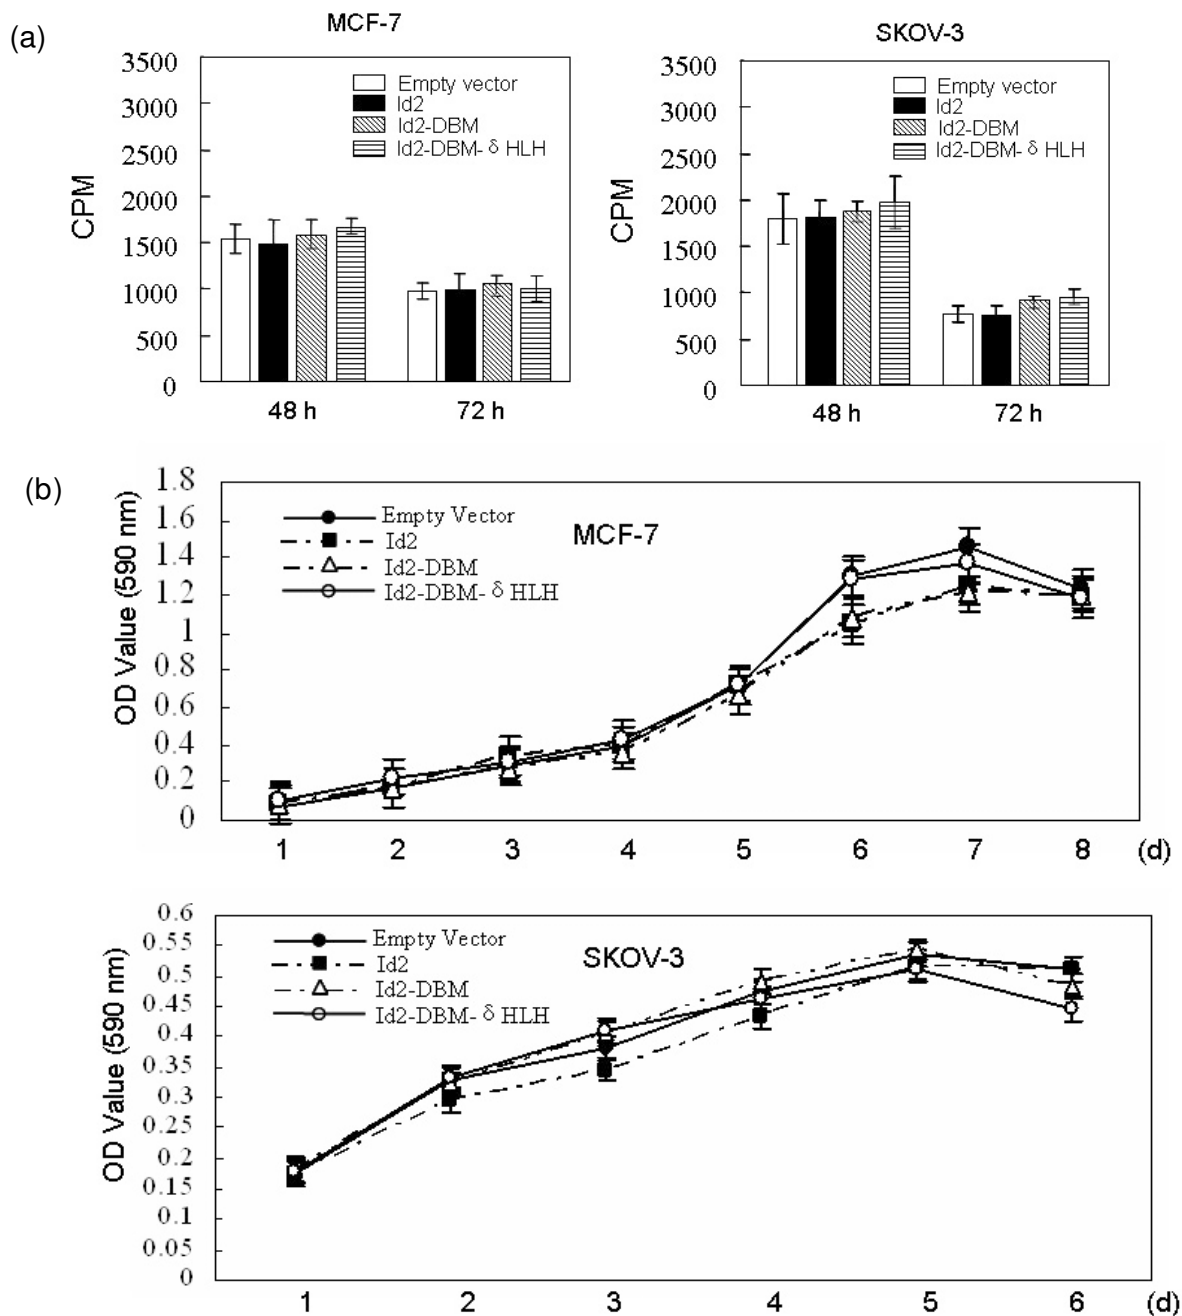 (a)
MCF-7
3500
3000
2500
2000
1500
1000
500
0
CPM
Empty vector
Id2
Id2-DBM
Id2-DBM- δ HLH
48 h
72 h
SKOV-3
3500
3000
2500
2000
1500
1000
500
0
CPM
Empty vector
Id2
Id2-DBM
Id2-DBM- δ HLH
48 h
72 h
(b)
OD Value (590 nm)
1.8
1.6
1.4
1.2
1
0.8
0.6
0.4
0.2
0
Empty Vector
Id2
Id2-DBM
Id2-DBM- δ HLH
MCF-7
1 2 3 4 5 6 7 8 (d)
OD Value (590 nm)
0.6
0.55
0.5
0.45
0.4
0.35
0.3
0.25
0.2
0.15
0.1
0.05
0
Empty Vector
Id2
Id2-DBM
Id2-DBM- δ HLH
SKOV-3
1 2 3 4 5 6 (d)